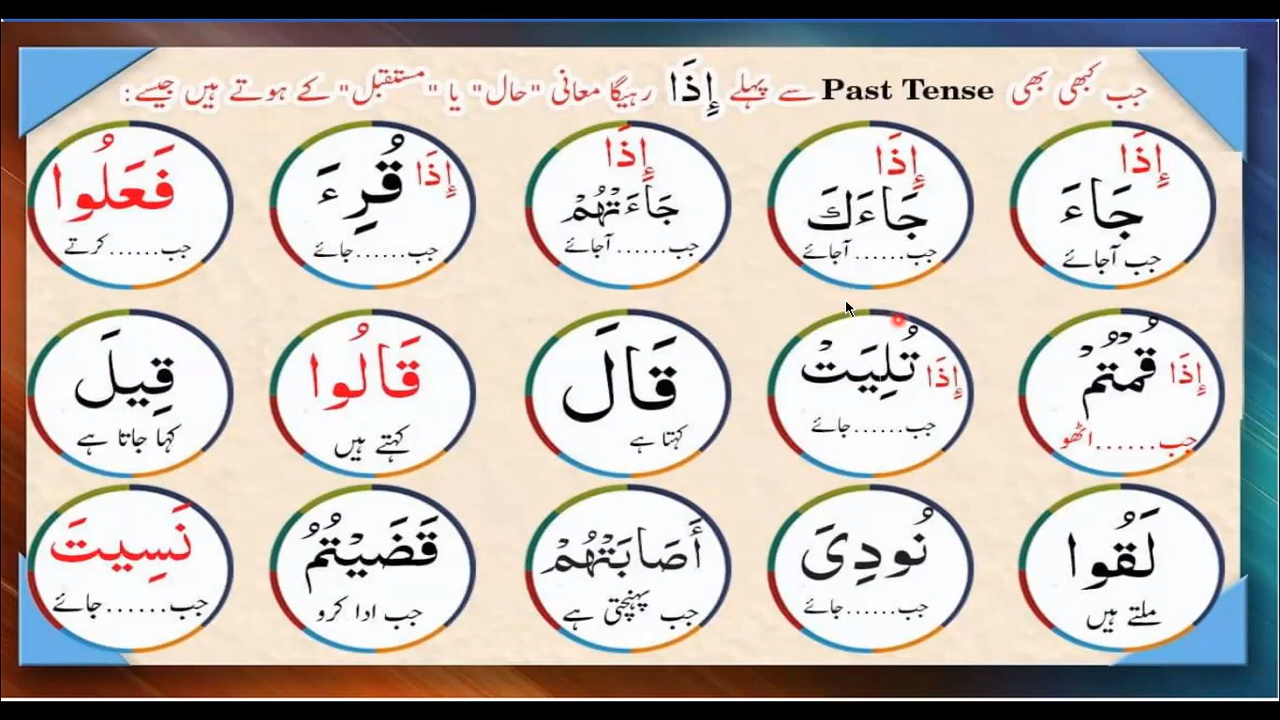 جب کبھی بھی Past Tense سے پہلے إِذَا رہیگا معانی "حال" یا "مستقبل" کے ہوتے ہیں جیسے:
إِذَا
جَاءَ
جب آجائے
إِذَا
جَاءَكَ
جب......آجائے
إِذَا
جَاءَتْهُمْ
جب......آجائے
إِذَا قُرِءَ
جب......جائے
فَعَلُوا
جب......کرتے
إِذَا قُمْتُمْ
جب......اٹھو
إِذَا تُلِيَتْ
جب......جائے
قَالَ
کہتا ہے
قَالُوا
کہتے ہیں
قِيلَ
کہا جاتا ہے
لَقُوا
ملتے ہیں
نُودِىَ
جب......جائے
أَصَابَتْهُمْ
جب پہنچتی ہے
قَضَيْتُمْ
جب ادا کرو
نَسِيتَ
جب......جائے